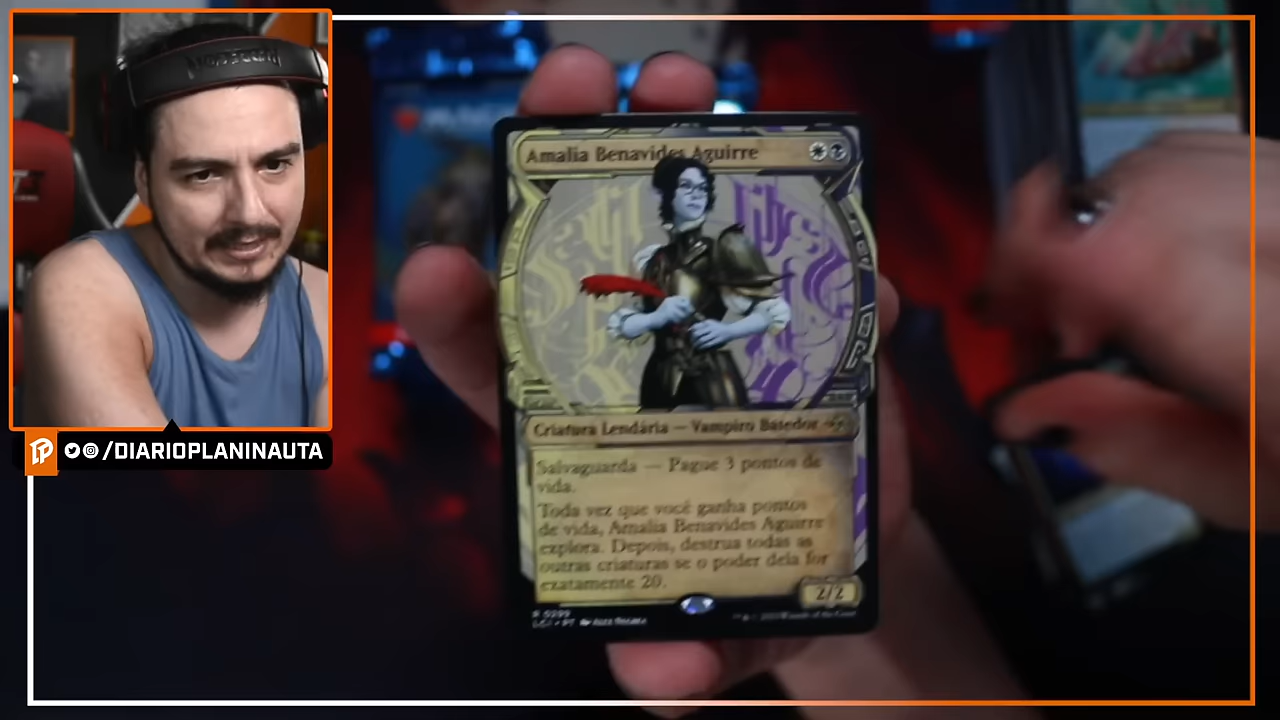 /DIARIOPLANINAUTA
Amalia Benavides Aguirre
Criatura Lendária — Vampiro Batedor
Salvaguarda — Pague 3 pontos de
vida.
Toda vez que você ganha pontos
de vida, Amalia Benavides Aguirre
explora. Depois, destrua todas as
outras criaturas se o poder dela for
exatamente 20.
2/2